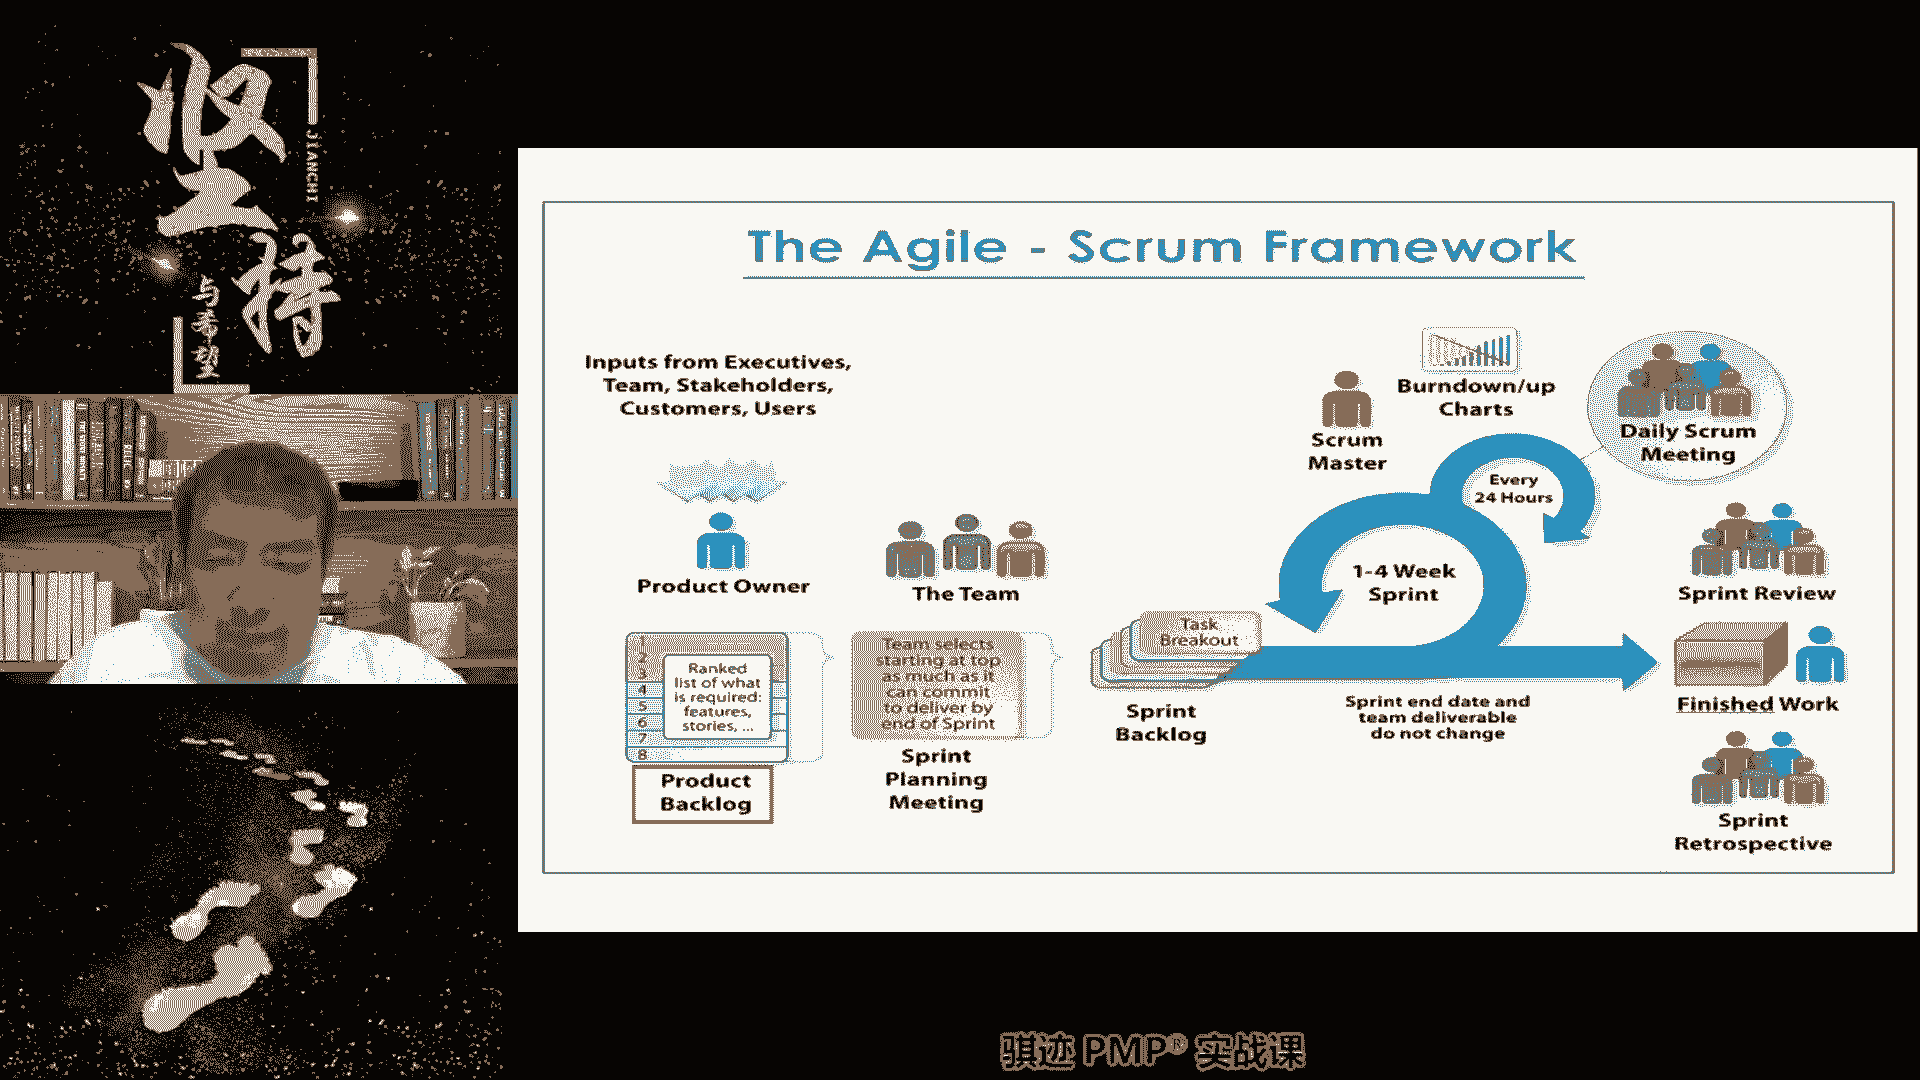 坚持
JIANCHI
与希望
The Agile - Scrum Framework
Inputs from Executives,
Team, Stakeholders,
Customers, Users
Product Owner
The Team
1
2
3
4
5
6
7
8
Ranked
list of what
is required:
features,
stories, ...
Product
Backlog
Team selects
starting at top
as much as it
can commit
to deliver by
end of Sprint
Sprint
Planning
Meeting
Task
Breakout
Sprint
Backlog
Scrum
Master
Burndown/up
Charts
Every
24 Hours
1-4 Week
Sprint
Sprint end date and
team deliverable
do not change
Daily Scrum
Meeting
Sprint Review
Finished Work
Sprint
Retrospective
骐迹 PMP® 实战课